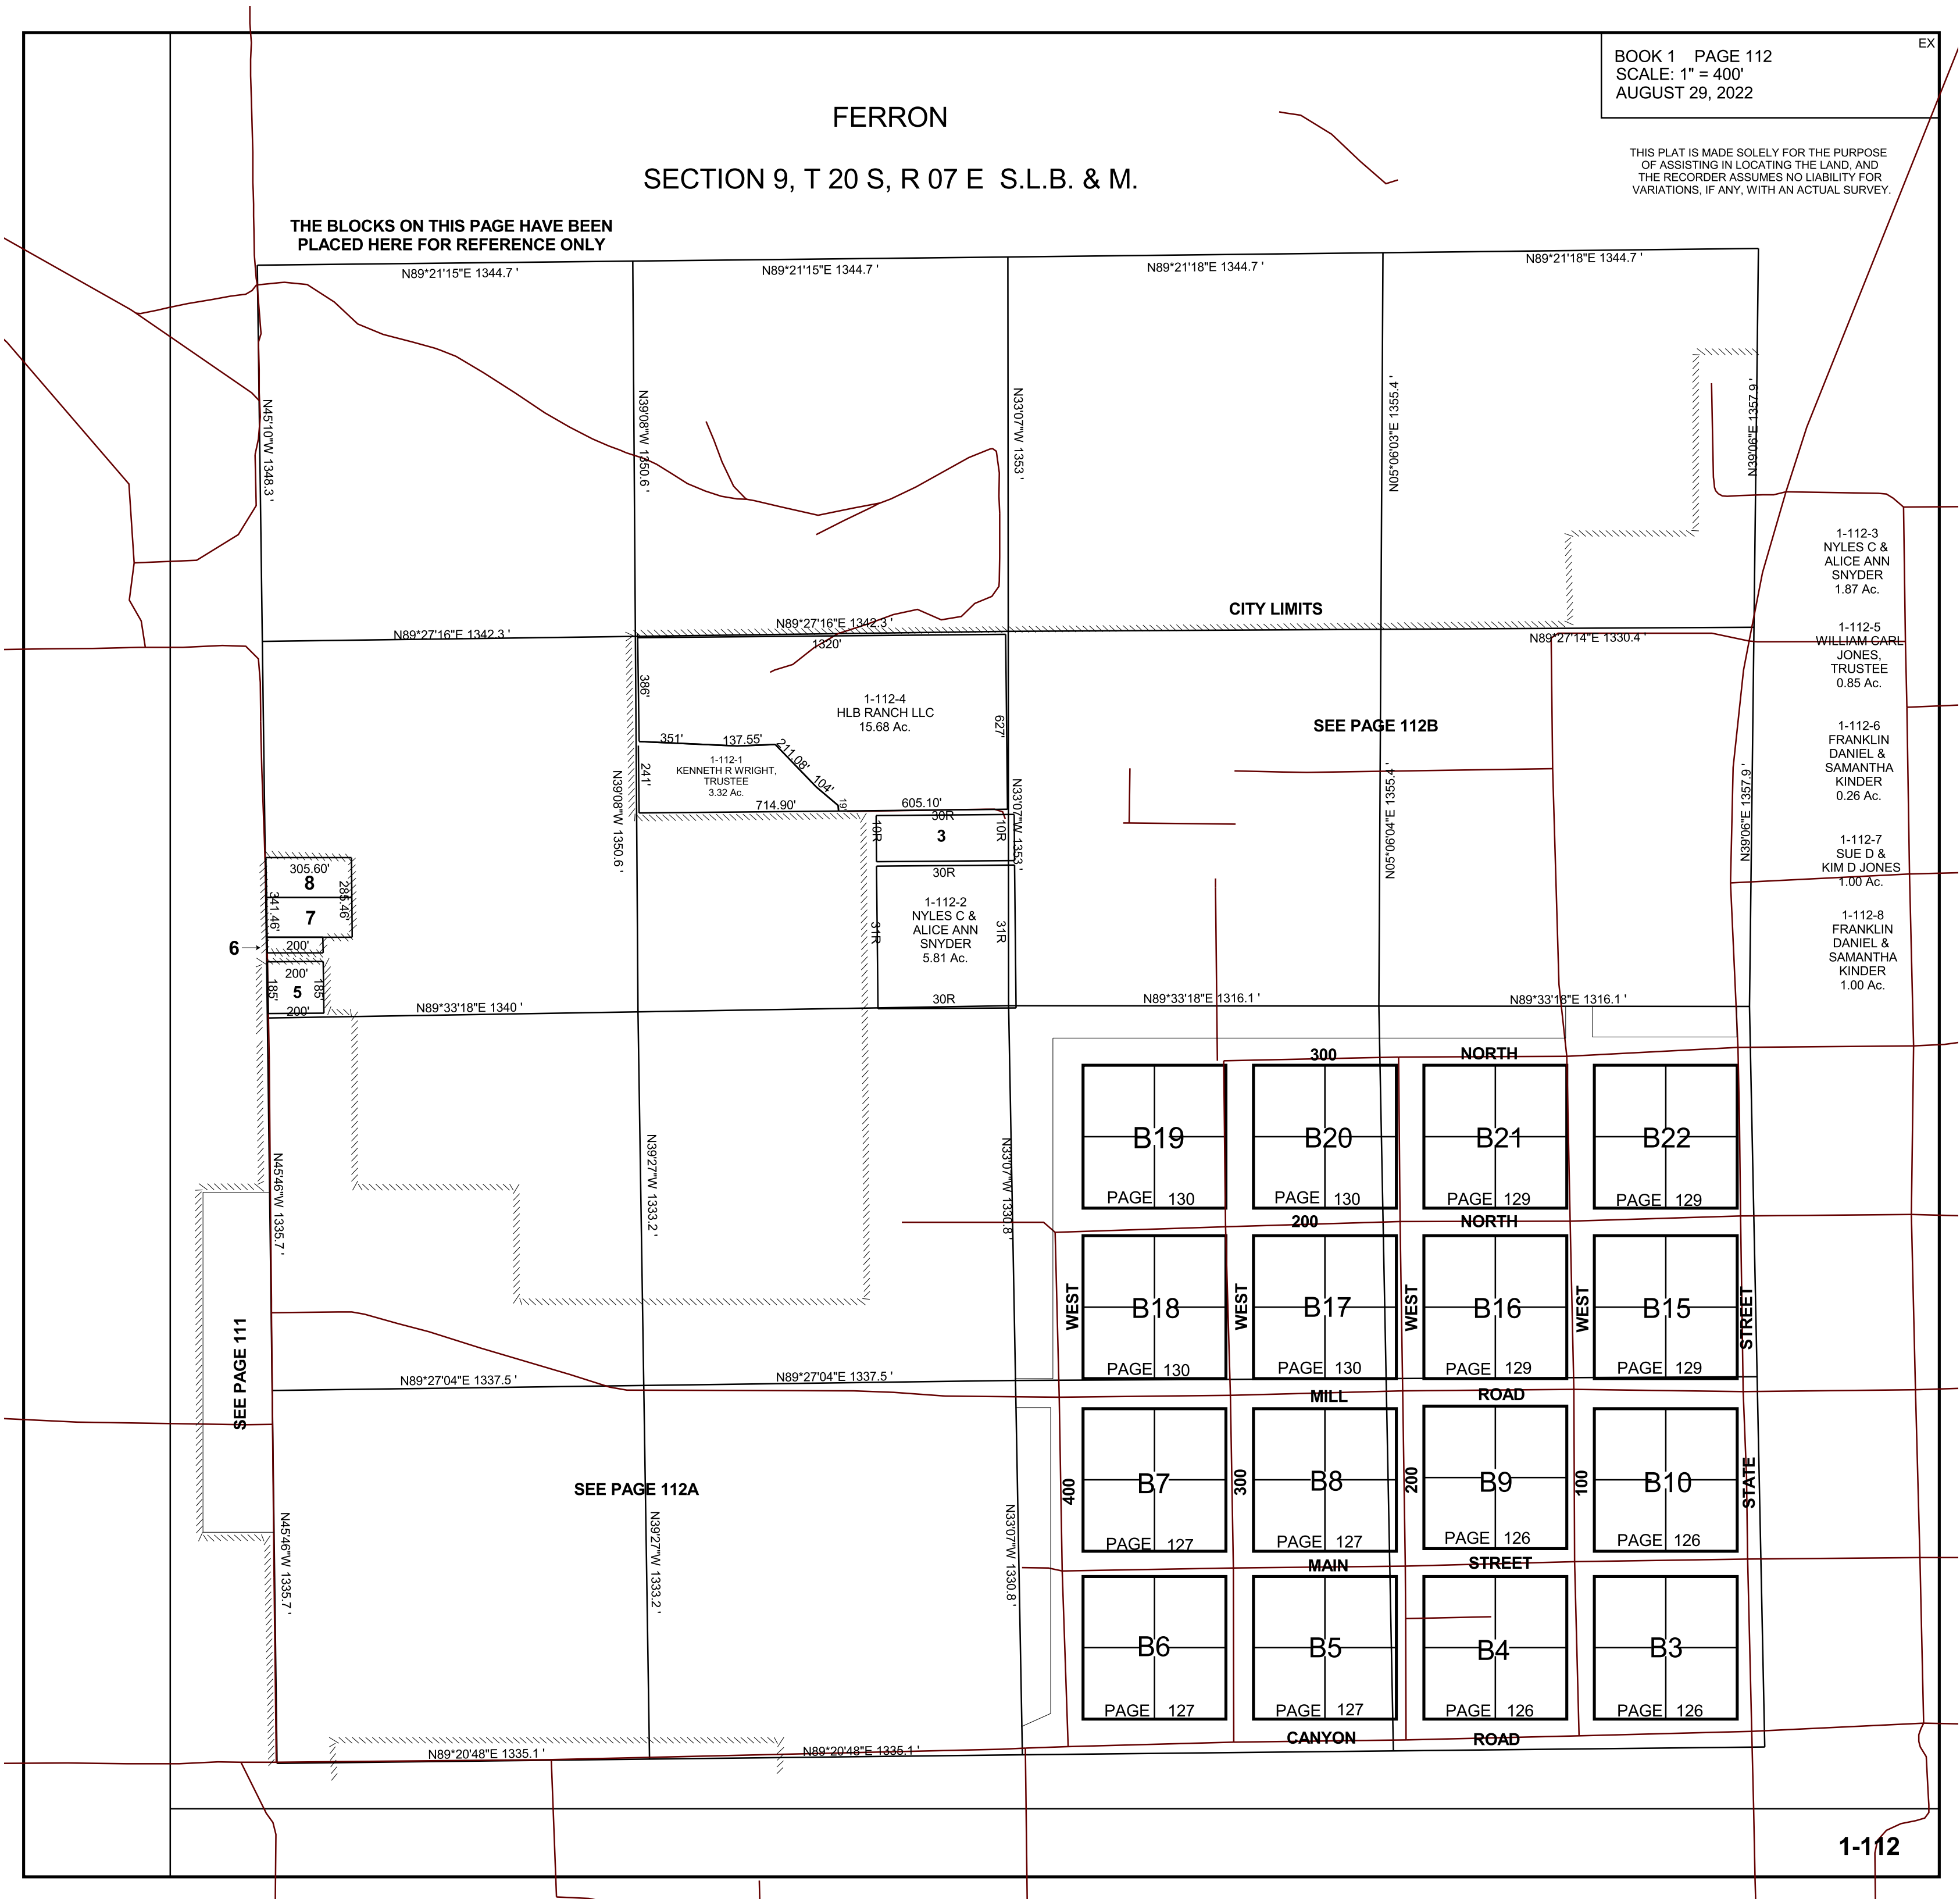 EX
BOOK 1 PAGE 112
SCALE: 1" = 400'
AUGUST 29, 2022
FERRON
SECTION 9, T 20 S, R 07 E S.L.B. & M.
THIS PLAT IS MADE SOLELY FOR THE PURPOSE
OF ASSISTING IN LOCATING THE LAND, AND
THE RECORDER ASSUMES NO LIABILITY FOR
VARIATIONS, IF ANY, WITH AN ACTUAL SURVEY.
THE BLOCKS ON THIS PAGE HAVE BEEN
PLACED HERE FOR REFERENCE ONLY
N89*21'15"E 1344.7 '
N89*21'15"E 1344.7 '
N89*21'18"E 1344.7 '
N89*21'18"E 1344.7 '
N45'10"W 1348.3 '
N39'08"W 1350.6 '
N33'07"W 1353 '
N05*06'03"E 1355.4 '
N39'06"E 1357.9 '
1-112-3
NYLES C &
ALICE ANN
SNYDER
1.87 Ac.
CITY LIMITS
N89*27'16"E 1342.3 '
N89*27'16"E 1342.3 '
N89*27'14"E 1330.4 '
1320'
1-112-5
WILLIAM CARL
JONES,
TRUSTEE
0.85 Ac.
386'
1-112-4
HLB RANCH LLC
15.68 Ac.
627'
SEE PAGE 112B
1-112-6
FRANKLIN
DANIEL &
SAMANTHA
KINDER
0.26 Ac.
351'
137.55'
211.08'
104'
19'
241'
1-112-1
KENNETH R WRIGHT,
TRUSTEE
3.32 Ac.
714.90'
605.10'
N39'08"W 1350.6 '
N33'07"W 1353 '
N05*06'04"E 1355.4 '
N39'06"E 1357.9 '
30R
10R
3
10R
30R
1-112-7
SUE D &
KIM D JONES
1.00 Ac.
305.60'
8
285.46'
341.46'
7
6
200'
200'
185'
5
185'
200'
31R
1-112-2
NYLES C &
ALICE ANN
SNYDER
5.81 Ac.
31R
30R
1-112-8
FRANKLIN
DANIEL &
SAMANTHA
KINDER
1.00 Ac.
N89*33'18"E 1340 '
N89*33'18"E 1316.1 '
N89*33'18"E 1316.1 '
300 NORTH
B19
B20
B21
B22
PAGE 130
PAGE 130
PAGE 129
PAGE 129
N45'46"W 1335.7 '
N39'27"W 1333.2 '
N33'07"W 1330.8 '
200 NORTH
WEST
B18
WEST
B17
WEST
B16
WEST
B15
STREET
PAGE 130
PAGE 130
PAGE 129
PAGE 129
SEE PAGE 111
N89*27'04"E 1337.5 '
N89*27'04"E 1337.5 '
MILL ROAD
400
B7
300
B8
200
B9
100
B10
STATE
PAGE 127
PAGE 127
PAGE 126
PAGE 126
SEE PAGE 112A
N45'46"W 1335.7 '
N39'27"W 1333.2 '
N33'07"W 1330.8 '
MAIN STREET
B6
B5
B4
B3
PAGE 127
PAGE 127
PAGE 126
PAGE 126
CANYON ROAD
N89*20'48"E 1335.1 '
N89*20'48"E 1335.1 '
1-112